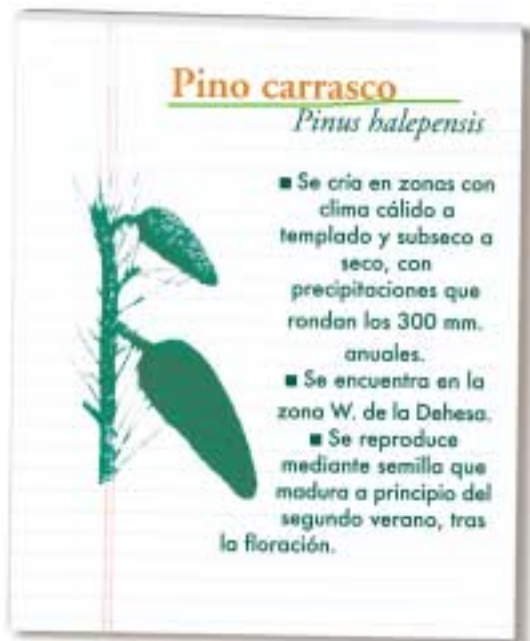 Pino carrasco
Pinus halepensis
■ Se cría en zonas con
clima cálido a
templado y subseco a
seco, con
precipitaciones que
rondan los 300 mm.
anuales.
■ Se encuentra en la
zona W. de la Dehesa.
■ Se reproduce
mediante semilla que
madura a principio del
segundo verano, tras
la floración.